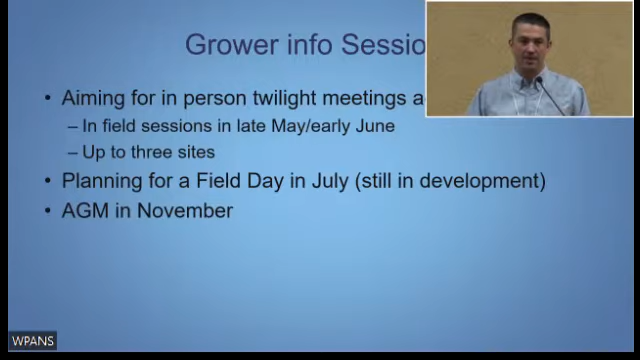 Grower info Sessio
• Aiming for in person twilight meetings a
– In field sessions in late May/early June
– Up to three sites
• Planning for a Field Day in July (still in development)
• AGM in November
WPANS